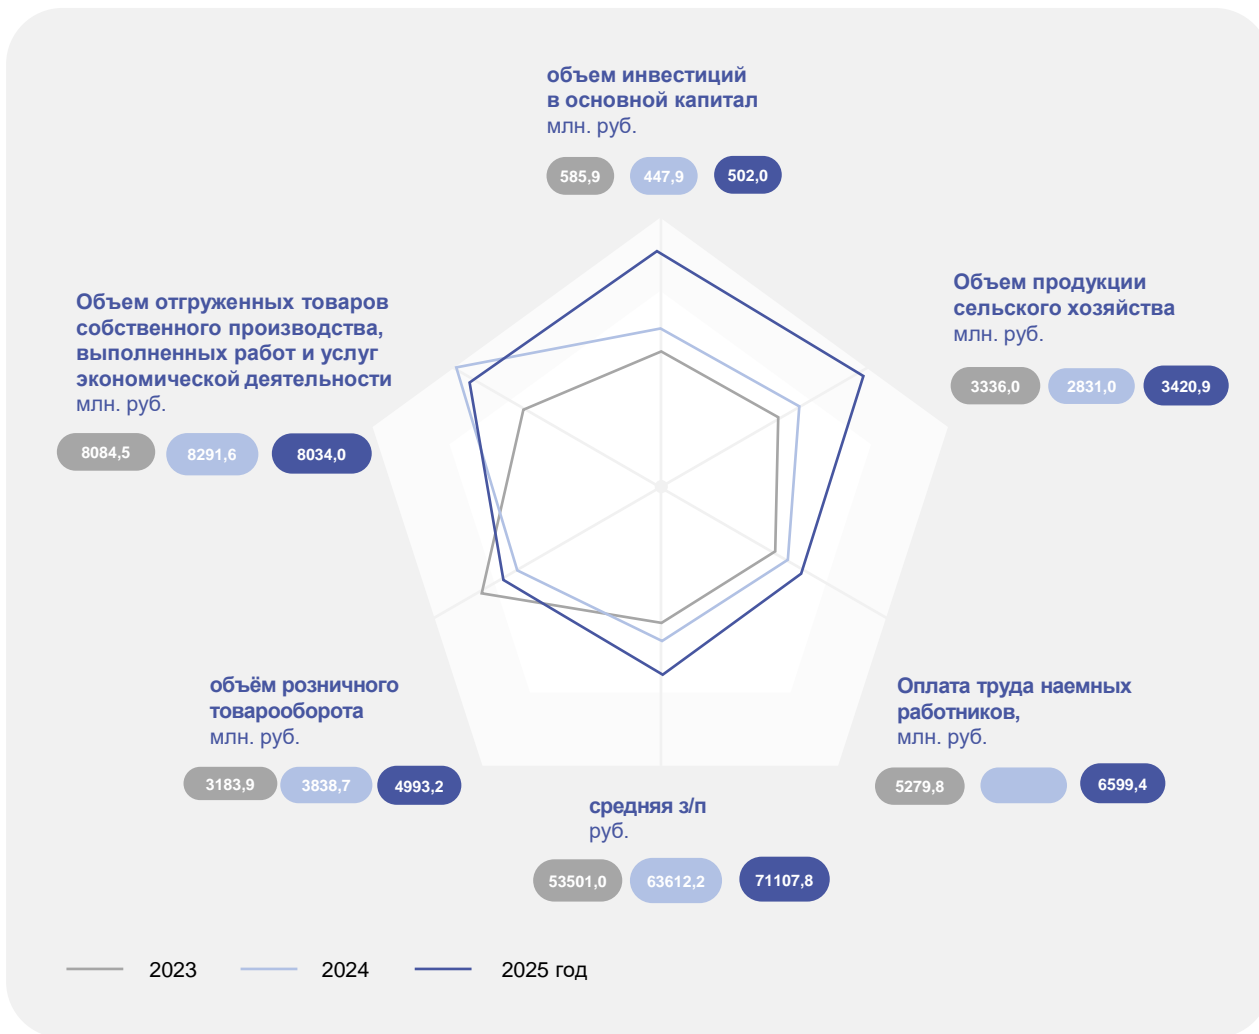 объем инвестиций
в основной капитал
млн. руб.
585,9 447,9 502,0
Объем продукции
сельского хозяйства
млн. руб.
3336,0 2831,0 3420,9
Объем отгруженных товаров
собственного производства,
выполненных работ и услуг
экономической деятельности
млн. руб.
8084,5 8291,6 8034,0
объём розничного
товарооборота
млн. руб.
3183,9 3838,7 4993,2
Оплата труда наемных
работников,
млн. руб.
5279,8 6599,4
средняя з/п
руб.
53501,0 63612,2 71107,8
2023 2024 2025 год